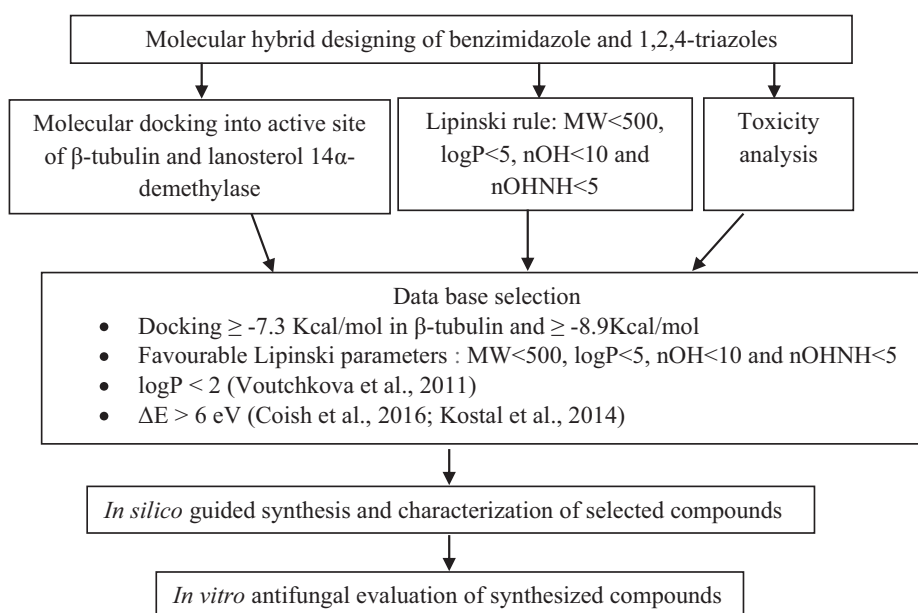 Molecular hybrid designing of benzimidazole and 1,2,4-triazoles
Molecular docking into active site
of β-tubulin and lanosterol 14α-
demethylase
Lipinski rule: MW<500,
logP<5, nOH<10 and
nOHNH<5
Toxicity
analysis
Data base selection
• Docking ≥ -7.3 Kcal/mol in β-tubulin and ≥ -8.9Kcal/mol
• Favourable Lipinski parameters : MW<500, logP<5, nOH<10 and nOHNH<5
• logP < 2 (Voutchkova et al., 2011)
• ΔE > 6 eV (Coish et al., 2016; Kostal et al., 2014)
In silico guided synthesis and characterization of selected compounds
In vitro antifungal evaluation of synthesized compounds